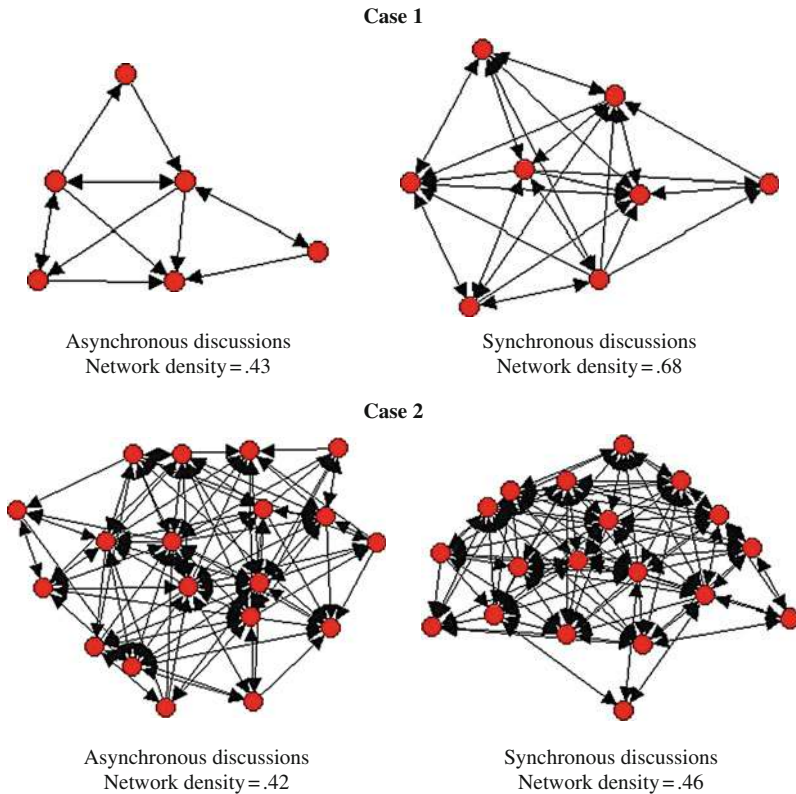 Case 1
Asynchronous discussions
Network density = .43
Synchronous discussions
Network density = .68
Case 2
Asynchronous discussions
Network density = .42
Synchronous discussions
Network density = .46